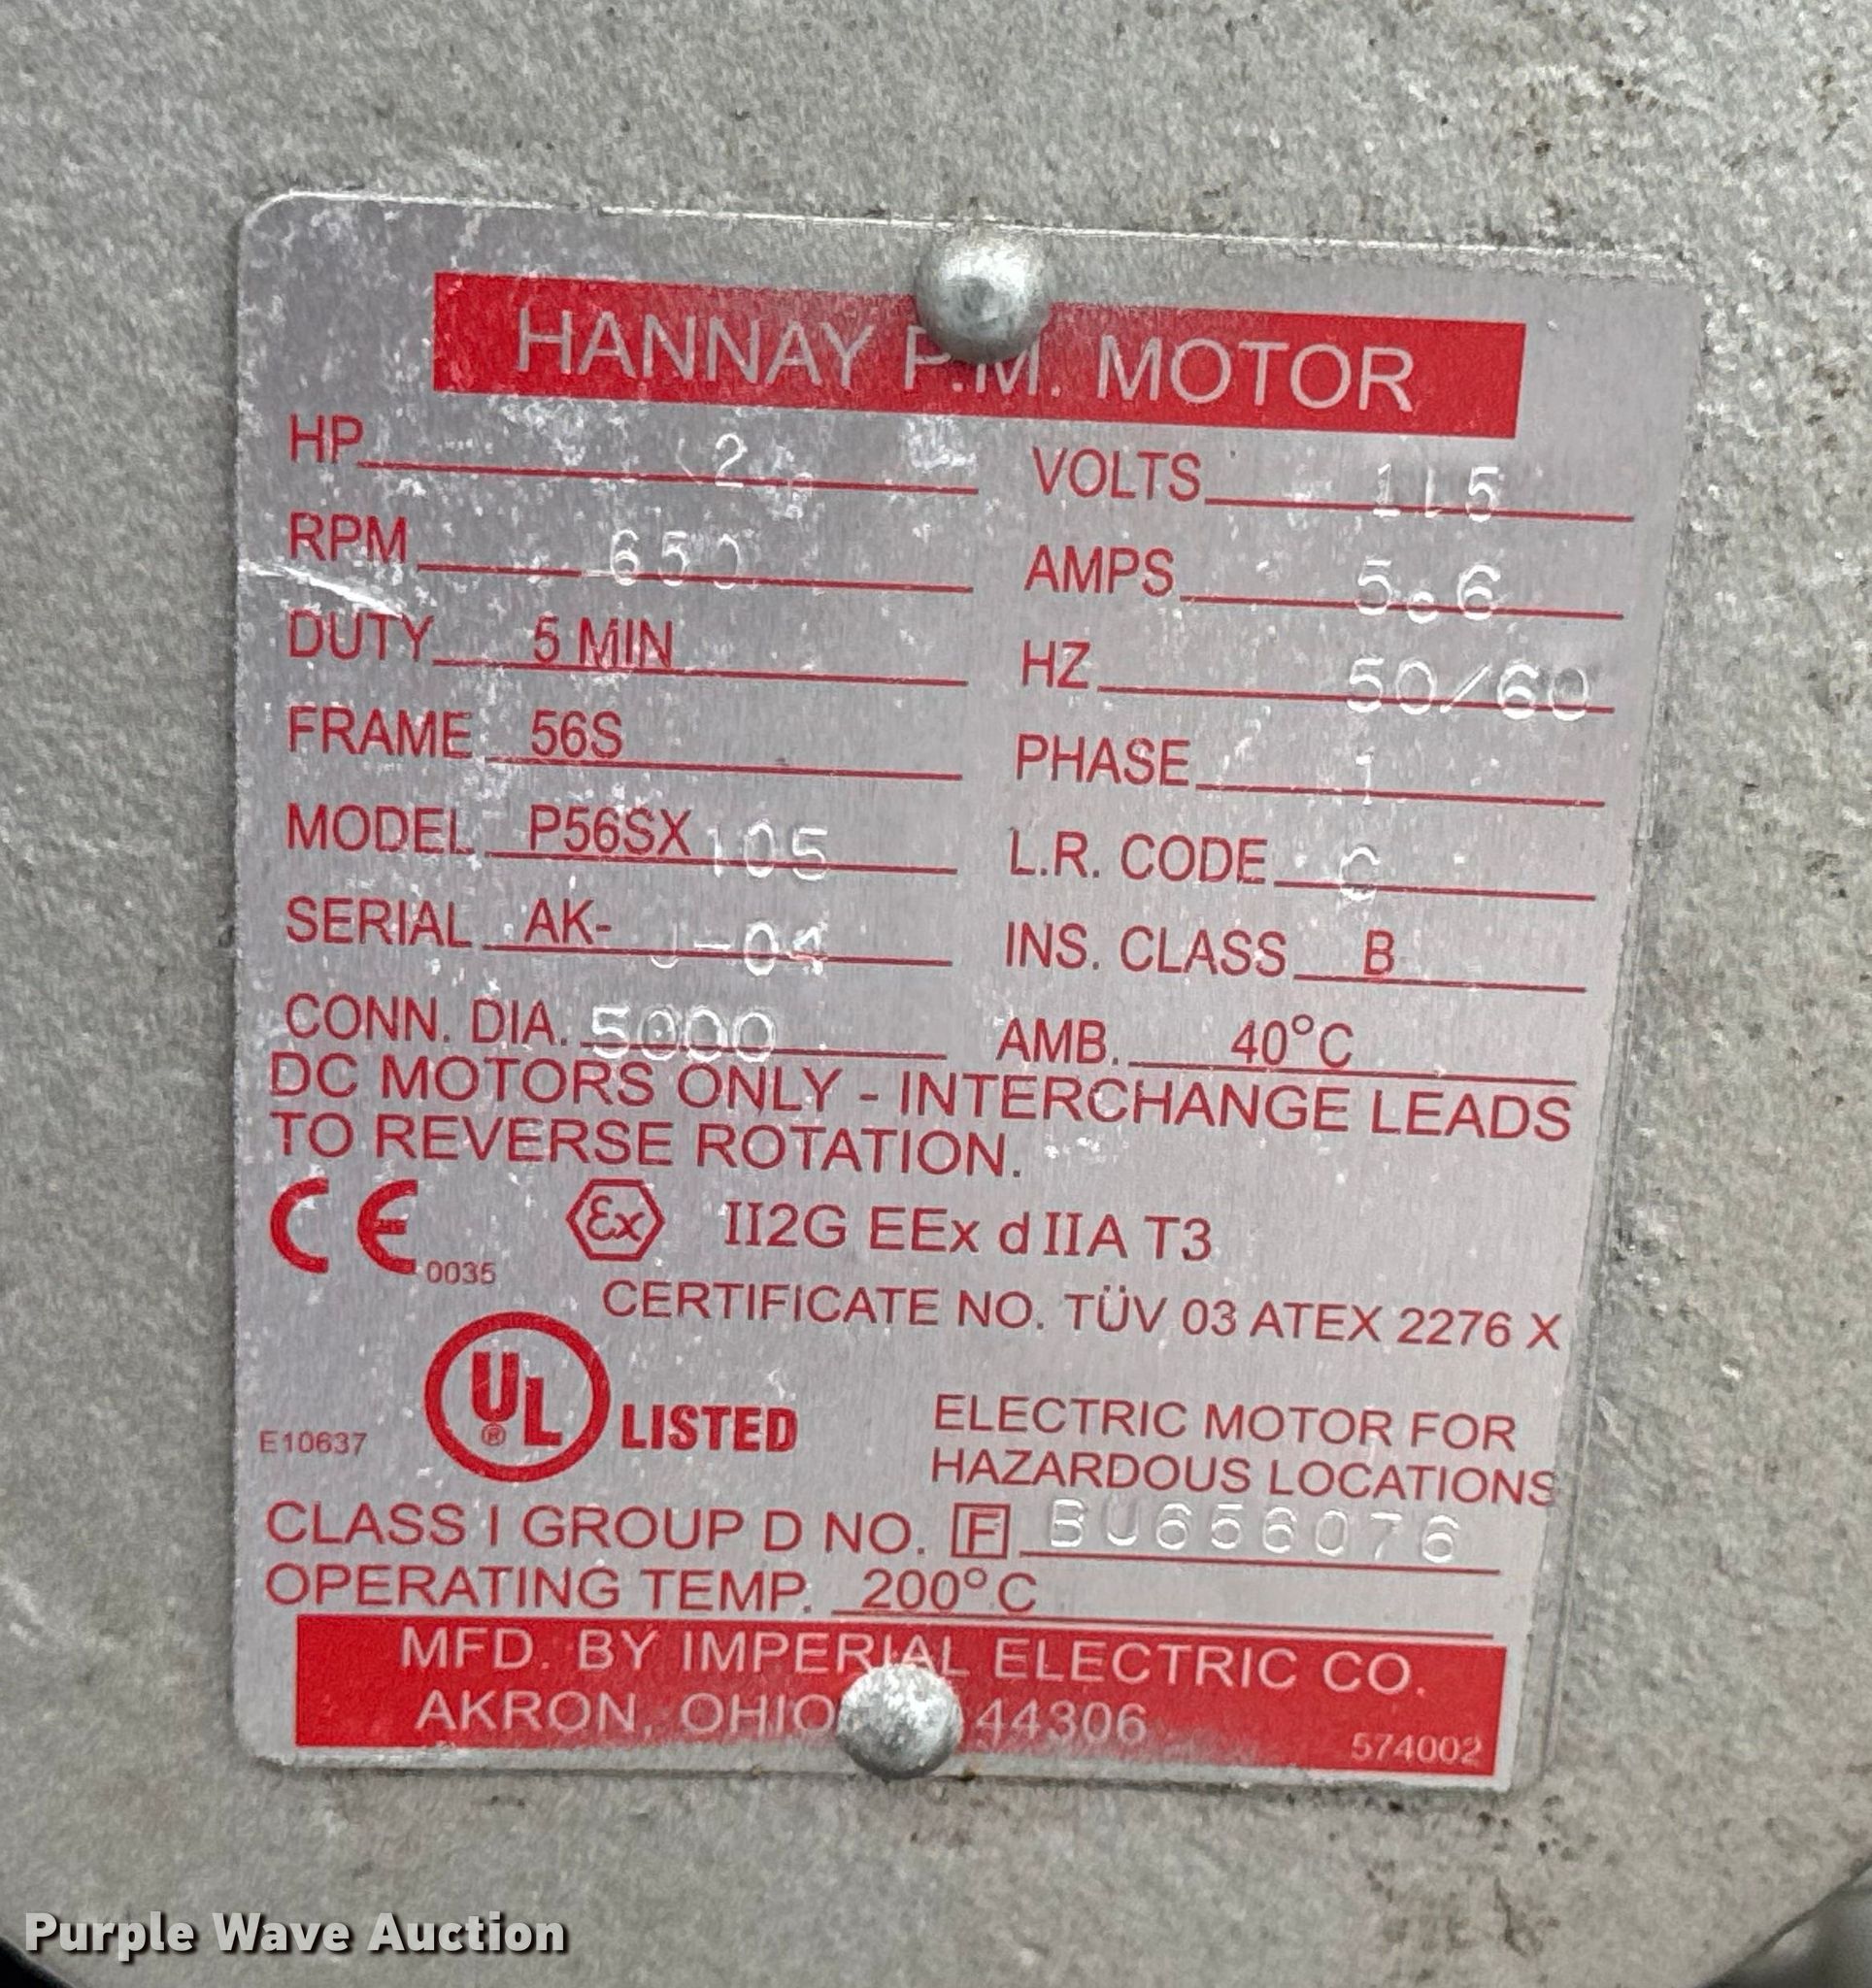 HANNAY P.M. MOTOR
HP 2 VOLTS 115
RPM 650 AMPS 5.6
DUTY 5 MIN HZ 50/60
FRAME 56S PHASE 1
MODEL P56SX 105 L.R. CODE C
SERIAL AK- J-04 INS. CLASS B
CONN. DIA. 5000 AMB. 40°C
DC MOTORS ONLY - INTERCHANGE LEADS
TO REVERSE ROTATION.
CE 0035 Ex II2G EEx d IIA T3
CERTIFICATE NO. TÜV 03 ATEX 2276 X
E10637 UL® LISTED
ELECTRIC MOTOR FOR
HAZARDOUS LOCATIONS
CLASS I GROUP D NO. F BU656076
OPERATING TEMP. 200°C
MFD. BY IMPERIAL ELECTRIC CO.
AKRON, OHIO 44306 574002
Purple Wave Auction